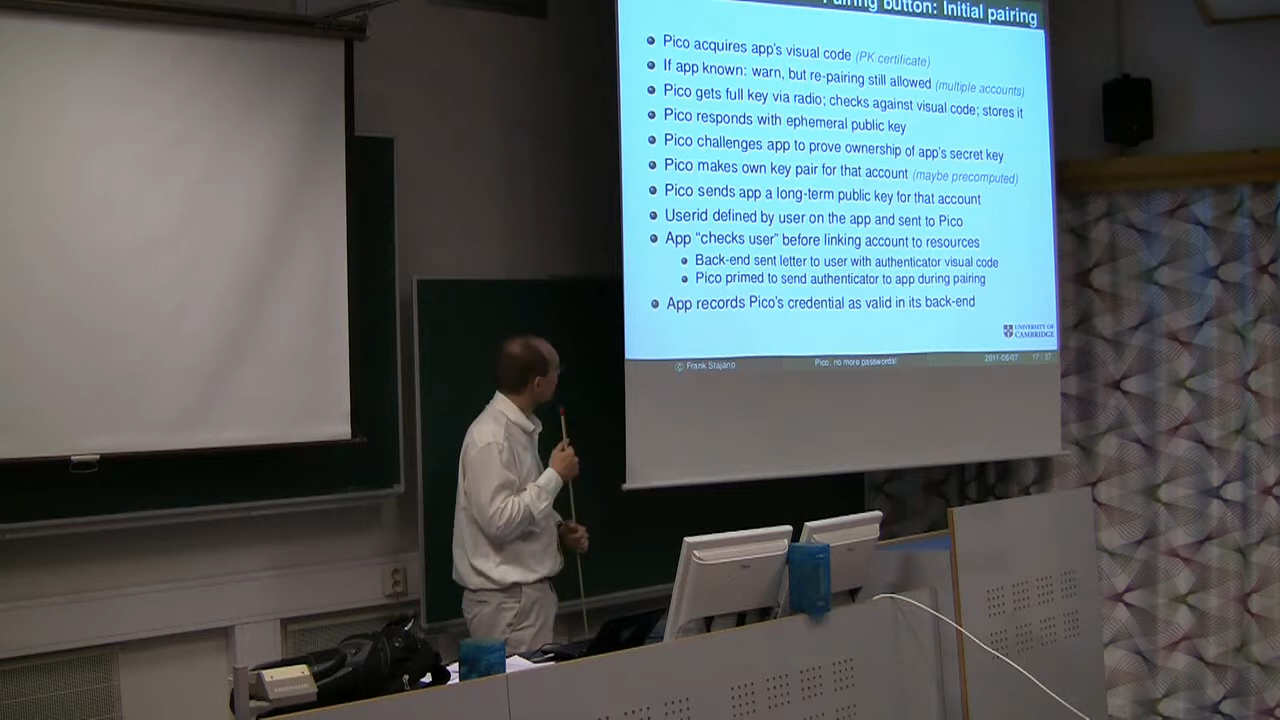 Pairing button: Initial pairing
Pico acquires app's visual code (PK certificate)
If app known: warn, but re-pairing still allowed (multiple accounts)
Pico gets full key via radio; checks against visual code; stores it
Pico responds with ephemeral public key
Pico challenges app to prove ownership of app's secret key
Pico makes own key pair for that account (maybe precomputed)
Pico sends app a long-term public key for that account
Userid defined by user on the app and sent to Pico
App "checks user" before linking account to resources
Back-end sent letter to user with authenticator visual code
Pico primed to send authenticator to app during pairing
App records Pico's credential as valid in its back-end
UNIVERSITY OF
CAMBRIDGE
© Frank Stajano Pico: no more passwords! 2011-06-07 17 / 37